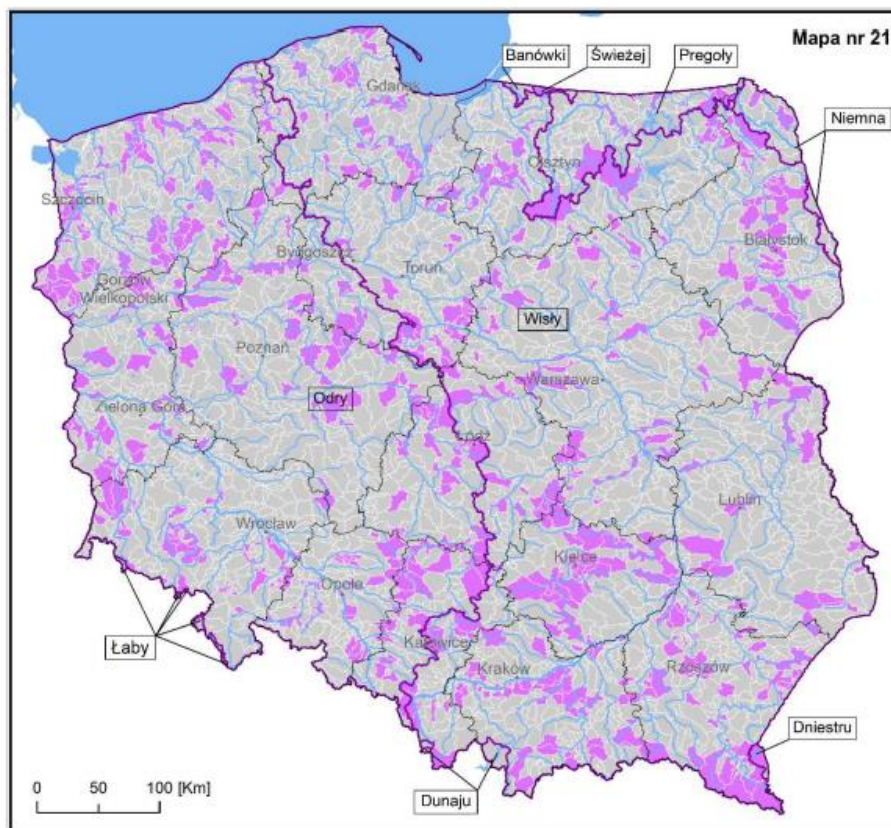 Mapa nr 21
Banówki
Świeżej
Pregoły
Niemna
Gdańsk
Olsztyn
Szczecin
Białystok
Bydgoszcz
Toruń
Gorzów
Wielkopolski
Wisły
Poznań
Warszawa
Odry
Zielona Góra
Łódź
Lublin
Wrocław
Kielce
Opole
Łaby
Katowice
Kraków
Rzeszów
Dniestru
0 50 100 [Km]
Dunaju